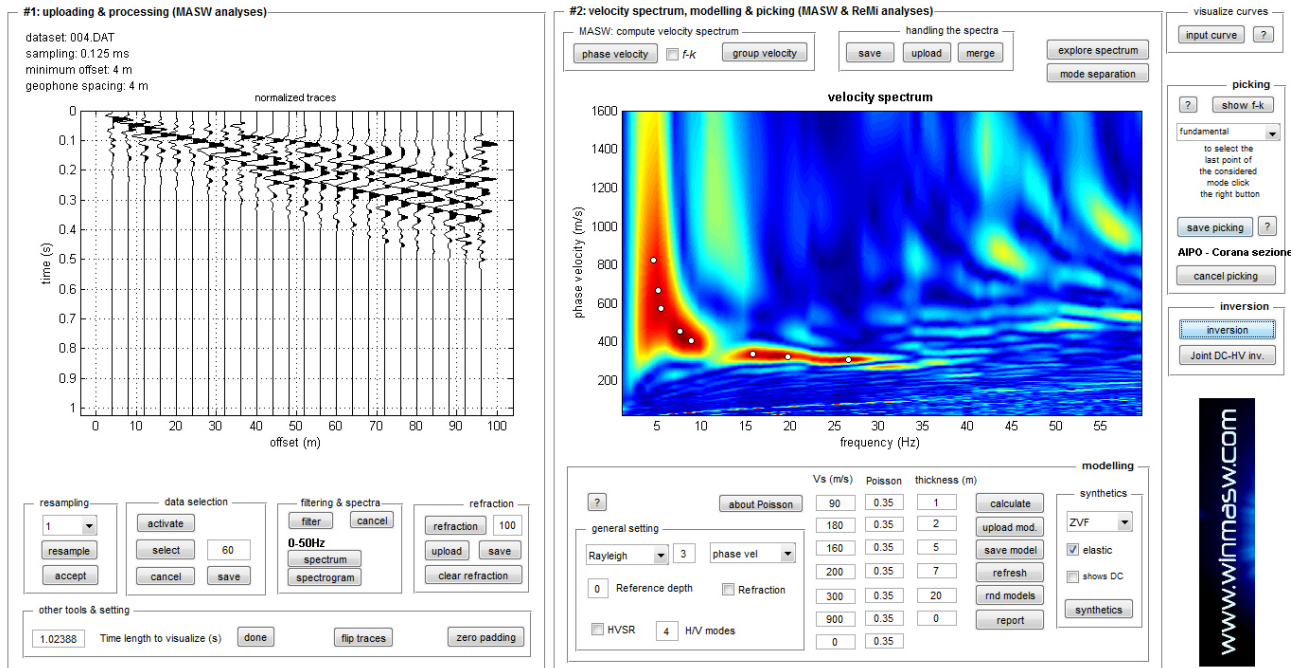 #1: uploading & processing (MASW analyses)
dataset: 004.DAT
sampling: 0.125 ms
minimum offset: 4 m
geophone spacing: 4 m
normalized traces
0
0.1
0.2
0.3
0.4
0.5
0.6
0.7
0.8
0.9
1
time (s)
0 10 20 30 40 50 60 70 80 90 100
offset (m)
resampling
1
resample
accept
data selection
activate
select 60
cancel save
filtering & spectra
filter cancel
0-50Hz
spectrum
spectrogram
refraction
refraction 100
upload save
clear refraction
other tools & setting
1.02388 Time length to visualize (s) done flip traces zero padding
#2: velocity spectrum, modelling & picking (MASW & ReMi analyses)
MASW: compute velocity spectrum
phase velocity f-k group velocity
handling the spectra
save upload merge
explore spectrum
mode separation
velocity spectrum
1600
1400
1200
1000
800
600
400
200
phase velocity (m/s)
5 10 15 20 25 30 35 40 45 50 55
frequency (Hz)
modelling
? about Poisson
general setting
Rayleigh 3 phase vel
0 Reference depth Refraction
HVSR 4 H/V modes
Vs (m/s) Poisson thickness (m)
90 0.35 1
180 0.35 2
160 0.35 5
200 0.35 7
300 0.35 20
900 0.35 0
0 0.35
calculate
upload mod.
save model
refresh
rnd models
report
synthetics
ZVF
elastic
shows DC
synthetics
visualize curves
input curve ?
picking
? show f-k
fundamental
to select the
last point of
the considered
mode click
the right button
save picking ?
AIPO - Corana sezione
cancel picking
inversion
inversion
Joint DC-HV inv.
www.winmasw.com